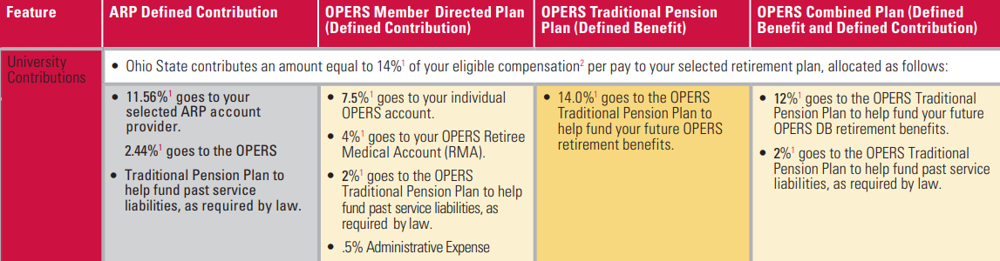 Feature
ARP Defined Contribution
OPERS Member Directed Plan
(Defined Contribution)
OPERS Traditional Pension
Plan (Defined Benefit)
OPERS Combined Plan (Defined
Benefit and Defined Contribution)
University
Contributions
• Ohio State contributes an amount equal to 14%¹ of your eligible compensation² per pay to your selected retirement plan, allocated as follows:
• 11.56%¹ goes to your
selected ARP account
provider.
2.44%¹ goes to the OPERS
• Traditional Pension Plan to
help fund past service
liabilities, as required by law.
• 7.5%¹ goes to your individual
OPERS account.
• 4%¹ goes to your OPERS Retiree
Medical Account (RMA).
• 2%¹ goes to the OPERS
Traditional Pension Plan to help
fund past service liabilities, as
required by law.
• .5% Administrative Expense
• 14.0%¹ goes to the OPERS
Traditional Pension Plan to
help fund your future OPERS
retirement benefits.
• 12%¹ goes to the OPERS Traditional
Pension Plan to help fund your future
OPERS DB retirement benefits.
• 2%¹ goes to the OPERS Traditional
Pension Plan to help fund past service
liabilities, as required by law.